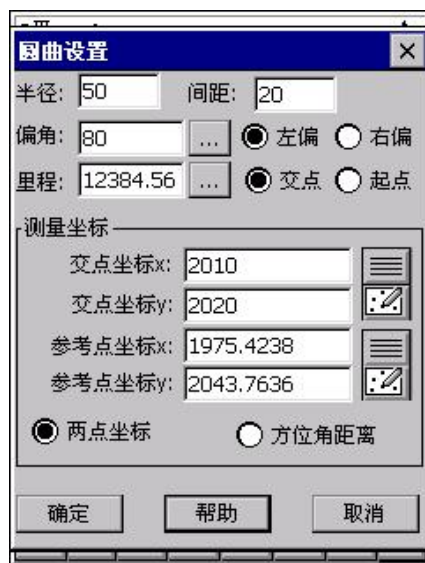 圆曲设置
半径: 50 间距: 20
偏角: 80 ... 左偏 右偏
里程: 12384.56 ... 交点 起点
测量坐标
交点坐标x: 2010
交点坐标y: 2020
参考点坐标x: 1975.4238
参考点坐标y: 2043.7636
两点坐标 方位角距离
确定 帮助 取消